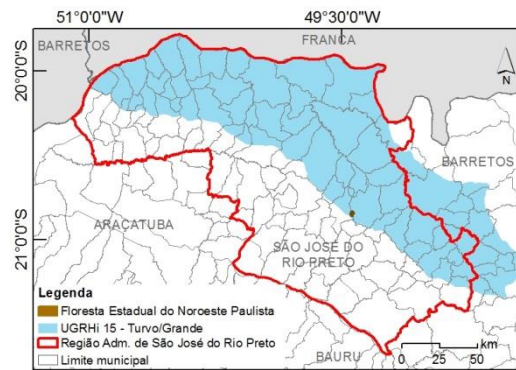 51°0'0"W
49°30'0"W
BARRETOS
FRANCA
20°0'0"S
N
BARRETOS
ARAÇATUBA
SÃO JOSÉ DO
RIO PRETO
21°0'0"S
Legenda
Floresta Estadual do Noroeste Paulista
UGRHi 15 - Turvo/Grande
Região Adm. de São José do Rio Preto
Limite municipal
BAURU
km
0 25 50